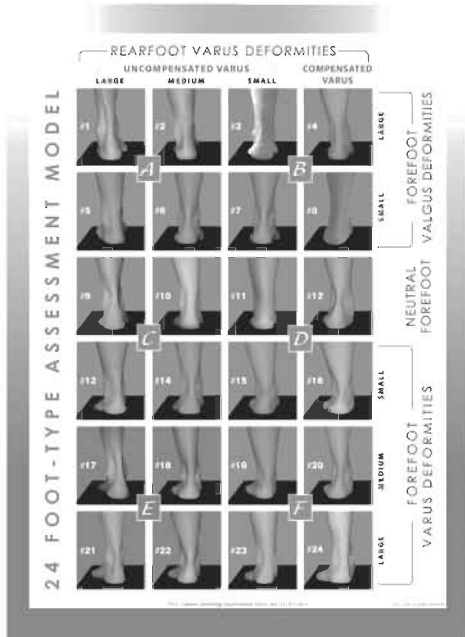 REARFOOT VARUS DEFORMITIES
UNCOMPENSATED VARUS
COMPENSATED
VARUS
LARGE
MEDIUM
SMALL
24 FOOT-TYPE ASSESSMENT MODEL
#1 #2 #3 #4
LARGE
A B
#5 #6 #7 #8
SMALL
FOREFOOT
VALGUS DEFORMITIES
#9 #10 #11 #12
NEUTRAL
FOREFOOT
C D
#12 #14 #15 #16
SMALL
#17 #18 #19 #20
MEDIUM
E F
#21 #22 #23 #24
LARGE
FOREFOOT
VARUS DEFORMITIES